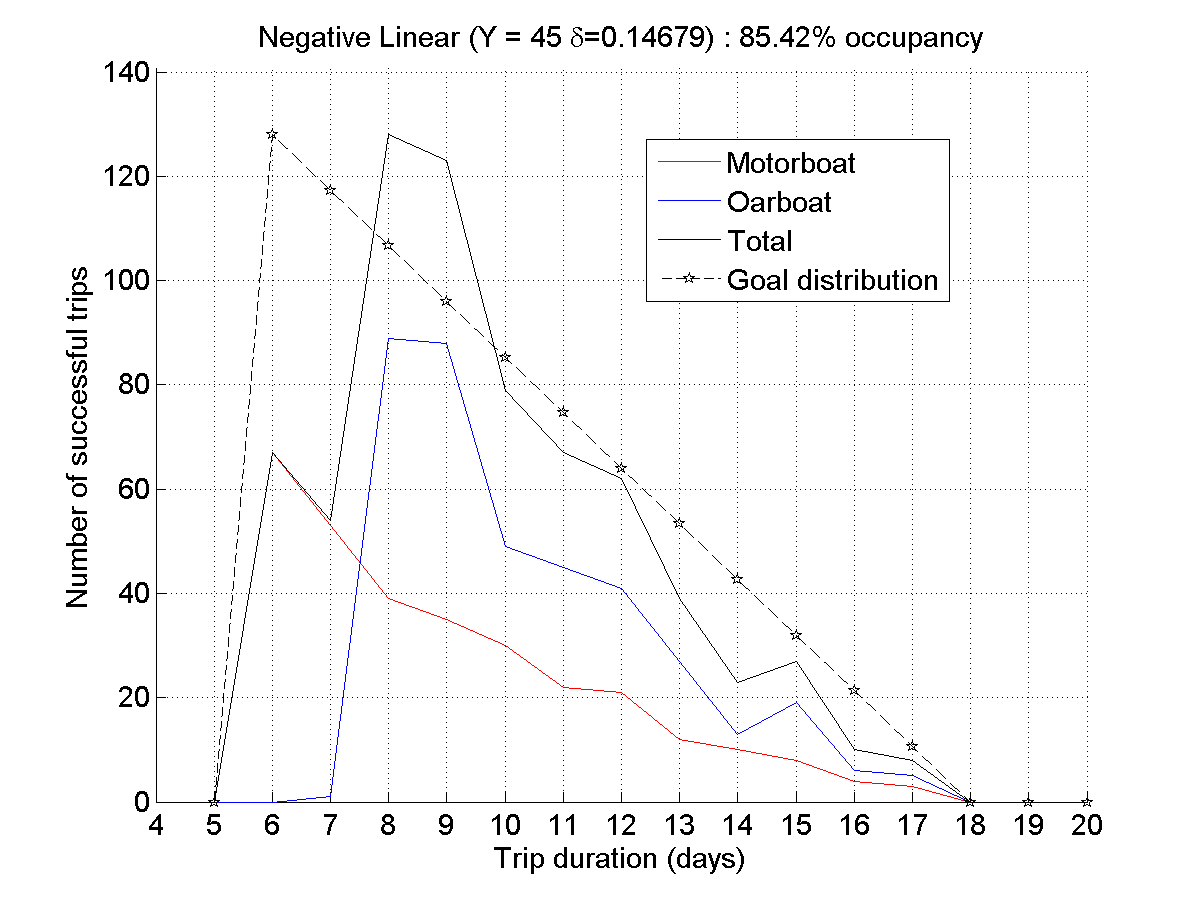 Negative Linear (Y = 45 δ=0.14679) : 85.42% occupancy
140
120
100
80
60
40
20
0
Number of successful trips
Motorboat
Oarboat
Total
Goal distribution
4 5 6 7 8 9 10 11 12 13 14 15 16 17 18 19 20
Trip duration (days)